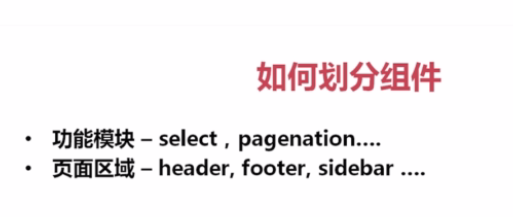 如何划分组件
• 功能模块 – select , pagenation….
• 页面区域 – header, footer, sidebar ….